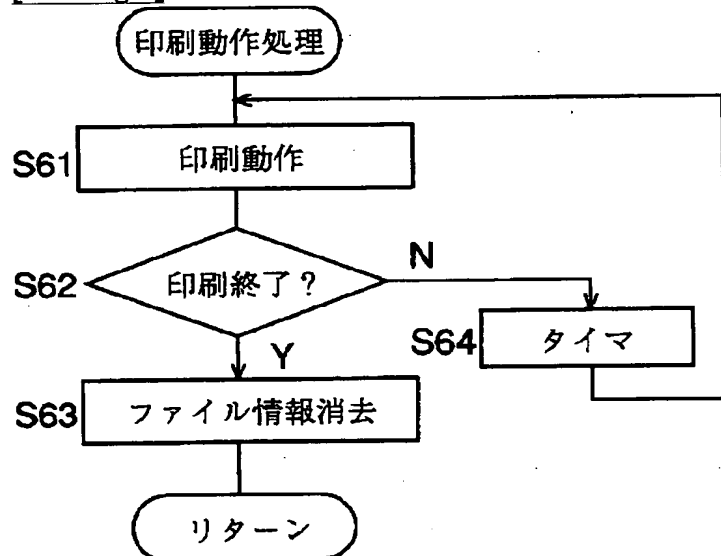 印刷動作処理
S61
印刷動作
S62
印刷終了?
N
Y
S64
タイマ
S63
ファイル情報消去
リターン